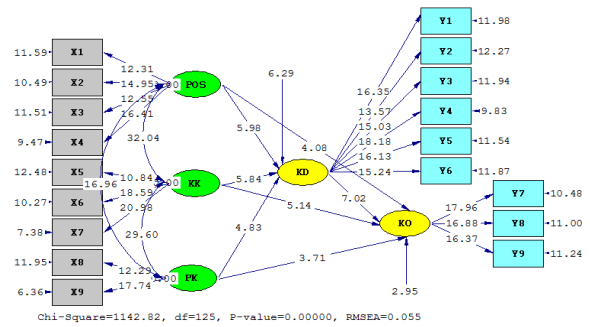 Y1 11.98
11.59 X1
Y2 12.27
12.31
6.29
10.49 X2 14.95 .00 POS
16.35
Y3 11.94
12.55
13.57
11.51 X3
16.41
15.03
Y4 9.83
5.98
32.04
18.18
4.08
9.47 X4
16.13
Y5 11.54
12.48 X5 10.84
15.24
Y6 11.87
KD
16.96
.00 KK 5.84
18.59
10.27 X6
20.98
7.02
17.96
Y7 10.48
5.14
7.38 X7
29.60
4.83
KO
16.88
Y8 11.00
16.37
11.95 X8
12.29
3.71
Y9 11.24
.00 PK
17.74
6.36 X9
2.95
Chi-Square=1142.82, df=125, P-value=0.00000, RMSEA=0.055